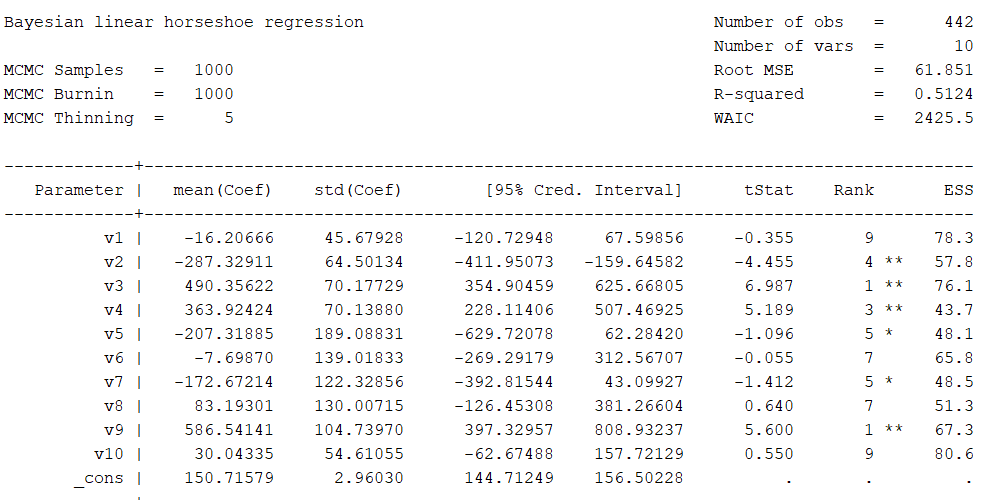 Bayesian linear horseshoe regression                                   Number of obs   =      442
                                                                       Number of vars  =       10
MCMC Samples   =   1000                                                Root MSE        =   61.851
MCMC Burnin    =   1000                                                R-squared       =   0.5124
MCMC Thinning  =      5                                                WAIC            =   2425.5
-------------+-----------------------------------------------------------------------------------
   Parameter |   mean(Coef)    std(Coef)        [95% Cred. Interval]      tStat    Rank       ESS
-------------+-----------------------------------------------------------------------------------
          v1 |    -16.20666     45.67928    -120.72948     67.59856      -0.355       9      78.3
          v2 |   -287.32911     64.50134    -411.95073   -159.64582      -4.455       4 **   57.8
          v3 |    490.35622     70.17729     354.90459    625.66805       6.987       1 **   76.1
          v4 |    363.92424     70.13880     228.11406    507.46925       5.189       3 **   43.7
          v5 |   -207.31885    189.08831    -629.72078     62.28420      -1.096       5 *    48.1
          v6 |     -7.69870    139.01833    -269.29179    312.56707      -0.055       7      65.8
          v7 |   -172.67214    122.32856    -392.81544     43.09927      -1.412       5 *    48.5
          v8 |     83.19301    130.00715    -126.45308    381.26604       0.640       7      51.3
          v9 |    586.54141    104.73970     397.32957    808.93237       5.600       1 **   67.3
         v10 |     30.04335     54.61055     -62.67488    157.72129       0.550       9      80.6
       _cons |    150.71579      2.96030     144.71249    156.50228           .       .         .